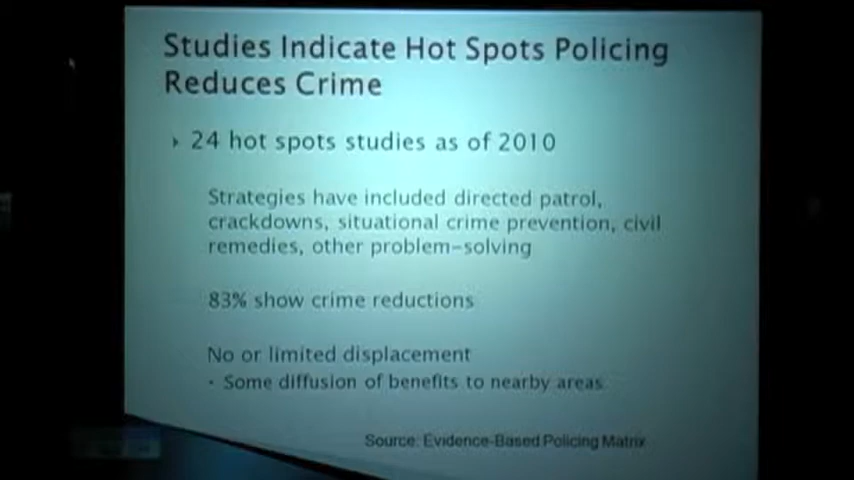 Studies Indicate Hot Spots Policing
Reduces Crime
24 hot spots studies as of 2010
Strategies have included directed patrol,
crackdowns, situational crime prevention, civil
remedies, other problem-solving
83% show crime reductions
No or limited displacement
• Some diffusion of benefits to nearby areas
Source: Evidence-Based Policing Matrix